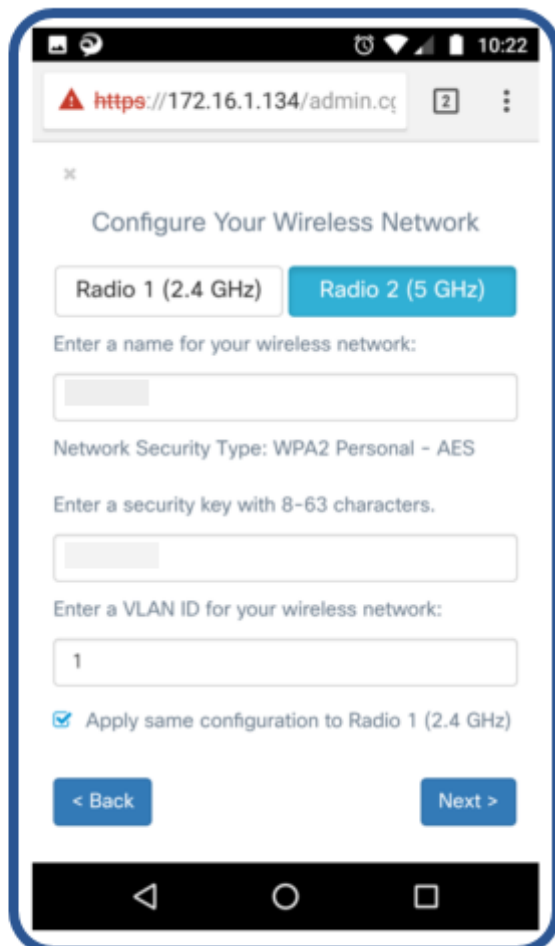 10:22
https://172.16.1.134/admin.cg
2
×
Configure Your Wireless Network
Radio 1 (2.4 GHz)
Radio 2 (5 GHz)
Enter a name for your wireless network:
Network Security Type: WPA2 Personal - AES
Enter a security key with 8-63 characters.
Enter a VLAN ID for your wireless network:
1
Apply same configuration to Radio 1 (2.4 GHz)
< Back
Next >